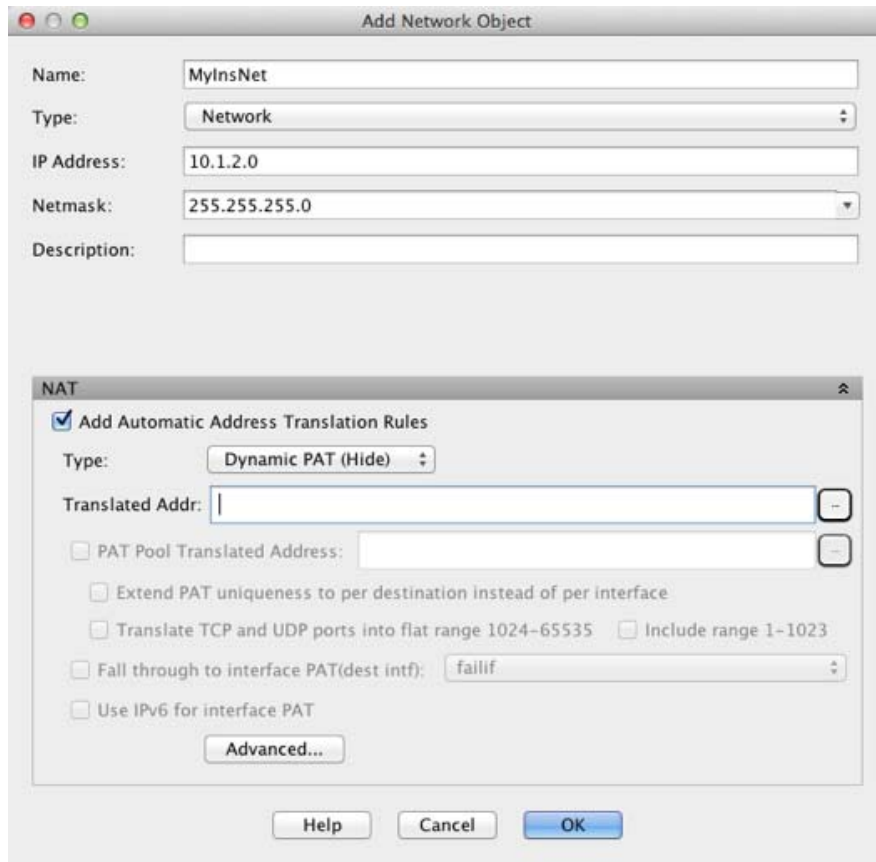 Add Network Object
Name: MyInsNet
Type: Network
IP Address: 10.1.2.0
Netmask: 255.255.255.0
Description:
NAT
Add Automatic Address Translation Rules
Type: Dynamic PAT (Hide)
Translated Addr: ...
PAT Pool Translated Address: ...
Extend PAT uniqueness to per destination instead of per interface
Translate TCP and UDP ports into flat range 1024-65535 Include range 1-1023
Fall through to interface PAT(dest intf): failif
Use IPv6 for interface PAT
Advanced...
Help Cancel OK